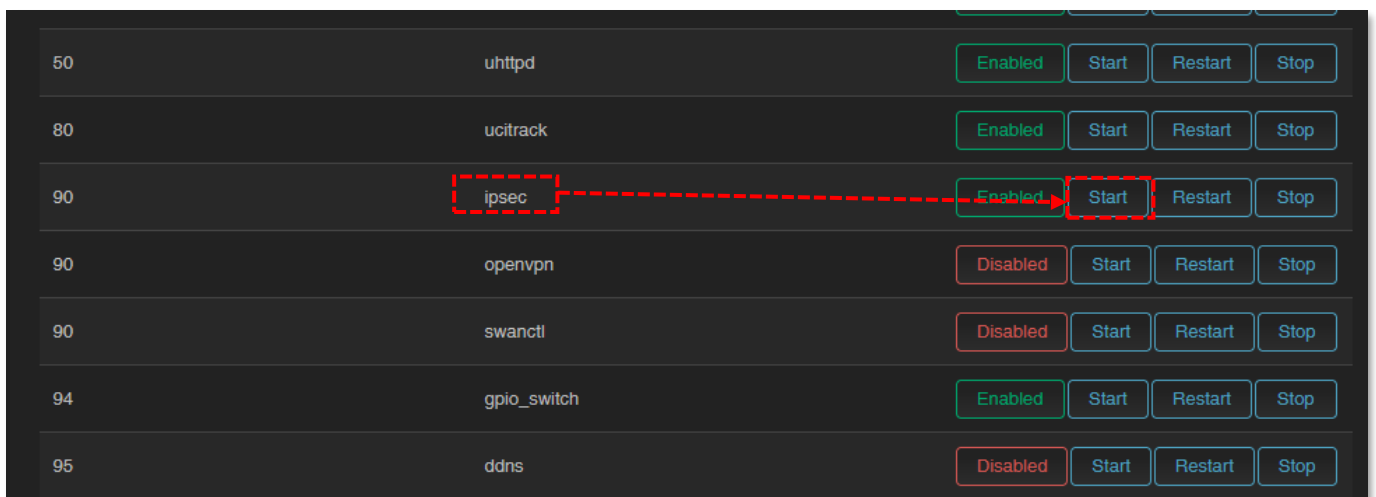 50 uhttpd Enabled Start Restart Stop
80 ucitrack Enabled Start Restart Stop
90 ipsec Enabled Start Restart Stop
90 openvpn Disabled Start Restart Stop
90 swanctl Disabled Start Restart Stop
94 gpio_switch Enabled Start Restart Stop
95 ddns Disabled Start Restart Stop